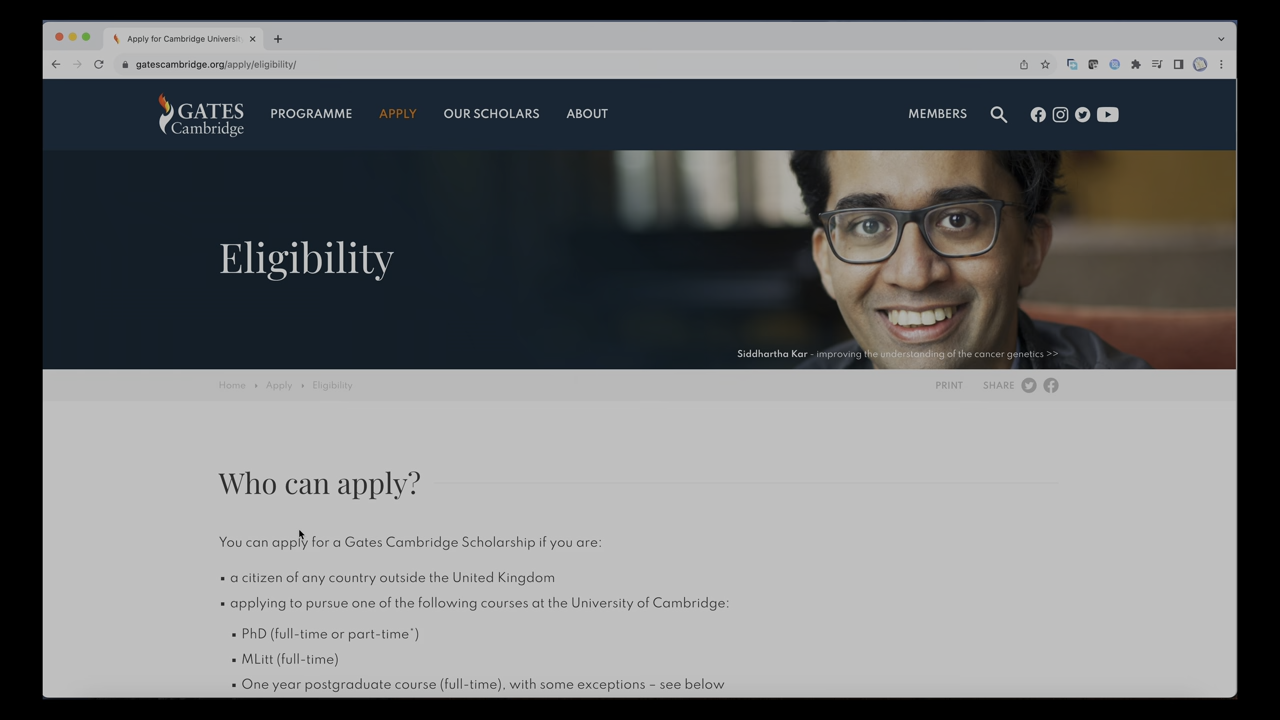 Apply for Cambridge Universit
gatescambridge.org/apply/eligibility/
GATES
Cambridge
PROGRAMME
APPLY
OUR SCHOLARS
ABOUT
MEMBERS
Eligibility
Siddhartha Kar - improving the understanding of the cancer genetics >>
Home › Apply › Eligibility
PRINT
SHARE
Who can apply?
You can apply for a Gates Cambridge Scholarship if you are:
▪ a citizen of any country outside the United Kingdom
▪ applying to pursue one of the following courses at the University of Cambridge:
▪ PhD (full-time or part-time*)
▪ MLitt (full-time)
▪ One year postgraduate course (full-time), with some exceptions – see below